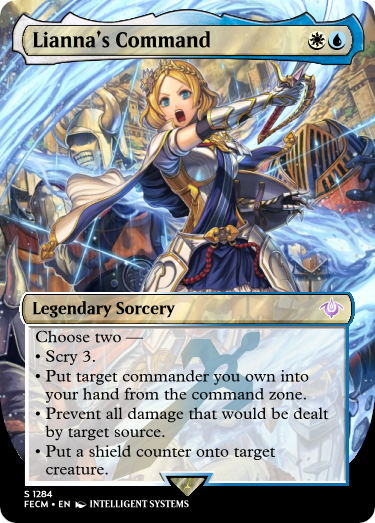 Lianna's Command
Legendary Sorcery
Choose two —
• Scry 3.
• Put target commander you own into
your hand from the command zone.
• Prevent all damage that would be dealt
by target source.
• Put a shield counter onto target
creature.
S 1284
FECM • EN INTELLIGENT SYSTEMS